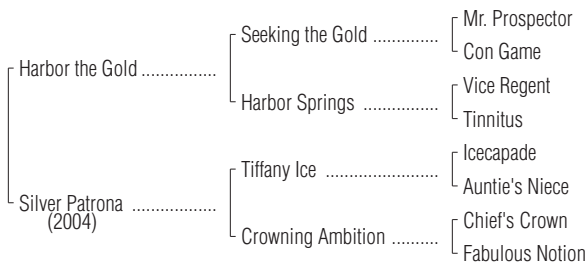 Mr. Prospector
Seeking the Gold ..............
Con Game
Harbor the Gold ................
Vice Regent
Harbor Springs ................
Tinnitus
Icecapade
Tiffany Ice ........................
Auntie's Niece
Silver Patrona ..................
(2004)
Chief's Crown
Crowning Ambition ..........
Fabulous Notion